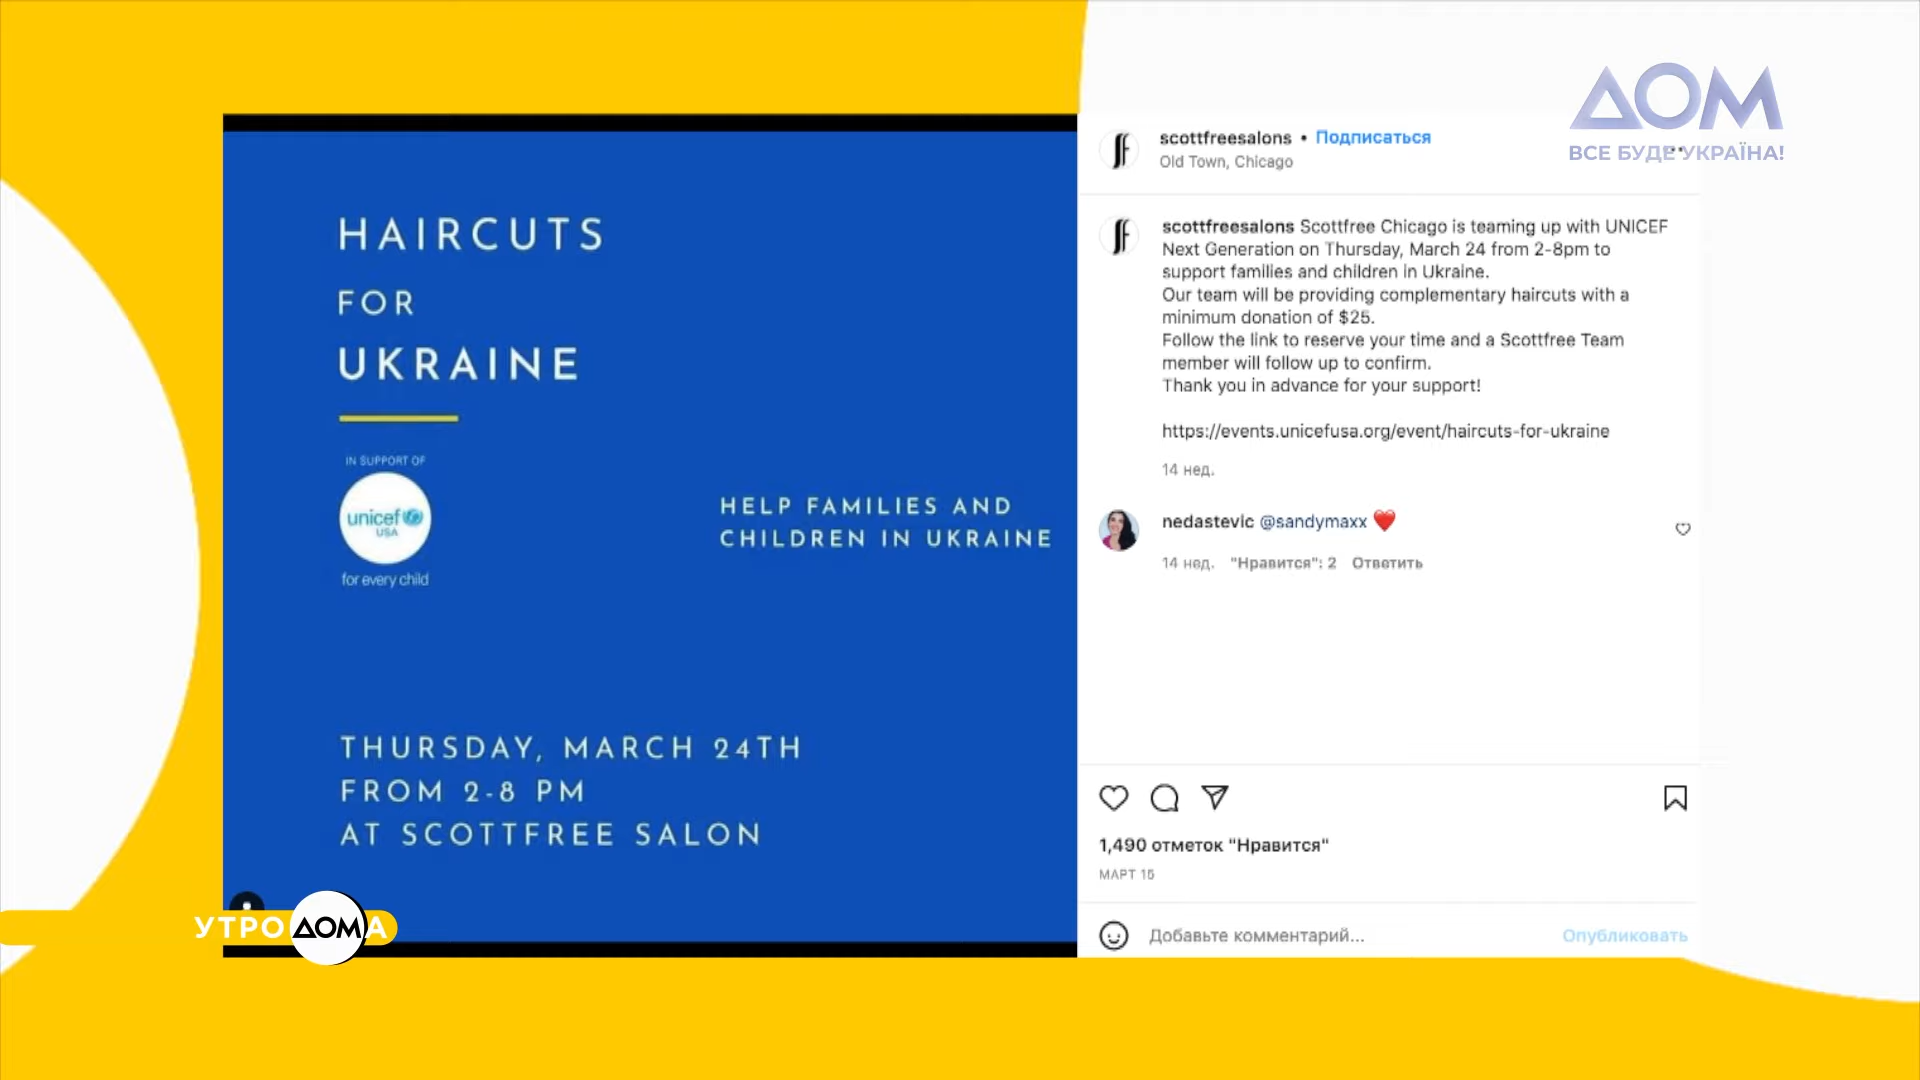 ДОМ
ВСЕ БУДЕ УКРАЇНА!
HAIRCUTS
FOR
UKRAINE
IN SUPPORT OF
unicef
USA
for every child
HELP FAMILIES AND
CHILDREN IN UKRAINE
THURSDAY, MARCH 24TH
FROM 2-8 PM
AT SCOTTFREE SALON
УТРО ДОМА
scottfreesalons • Подписаться
Old Town, Chicago
scottfreesalons Scottfree Chicago is teaming up with UNICEF
Next Generation on Thursday, March 24 from 2-8pm to
support families and children in Ukraine.
Our team will be providing complementary haircuts with a
minimum donation of $25.
Follow the link to reserve your time and a Scottfree Team
member will follow up to confirm.
Thank you in advance for your support!
https://events.unicefusa.org/event/haircuts-for-ukraine
14 нед.
nedastevic @sandymaxx ❤️
14 нед. "Нравится": 2 Ответить
1,490 отметок "Нравится"
МАРТ 15
Добавьте комментарий... Опубликовать